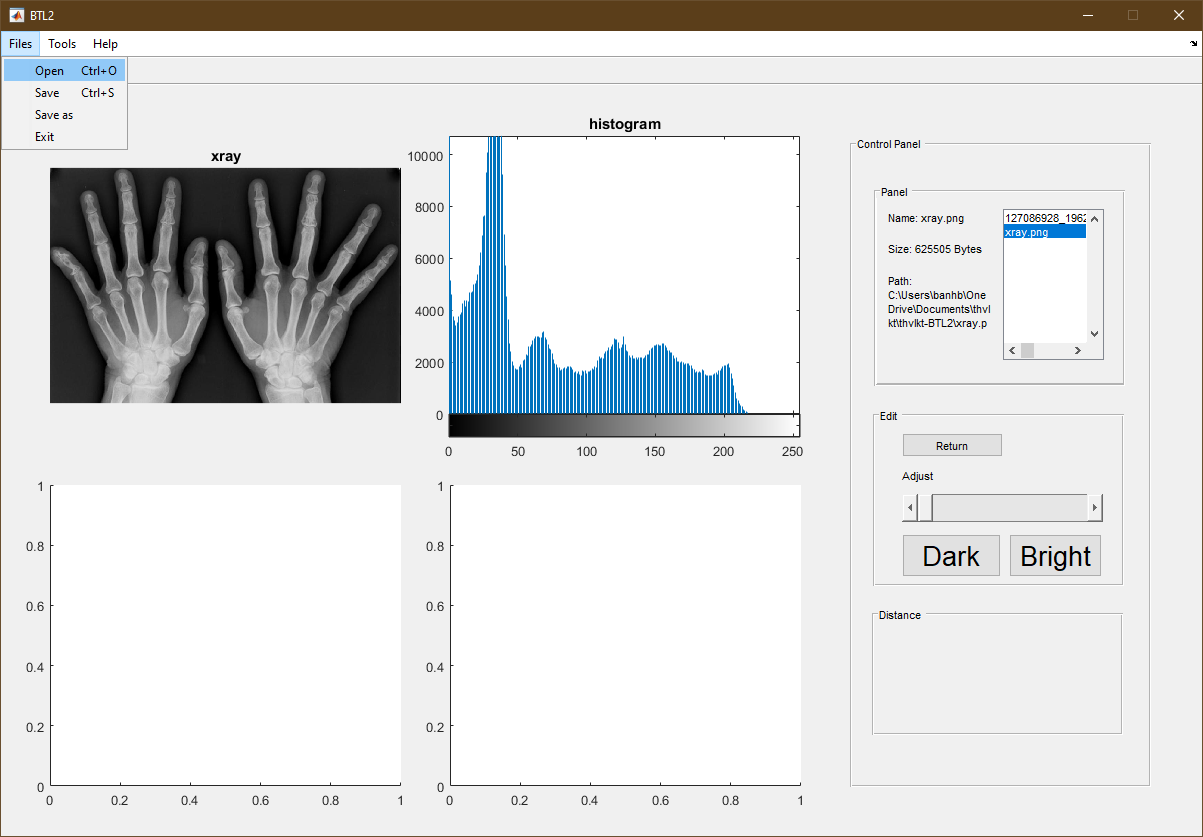 BTL2
Files Tools Help
Open Ctrl+O
Save Ctrl+S
Save as
Exit
xray
histogram
10000
8000
6000
4000
2000
0
0 50 100 150 200 250
1
0.8
0.6
0.4
0.2
0
0 0.2 0.4 0.6 0.8 1
1
0.8
0.6
0.4
0.2
0
0 0.2 0.4 0.6 0.8 1
Control Panel
Panel
Name: xray.png
Size: 625505 Bytes
Path:
C:\Users\banhb\One
Drive\Documents\thvl
kt\thvlkt-BTL2\xray.p
127086928_1962
xray.png
Edit
Return
Adjust
Dark Bright
Distance